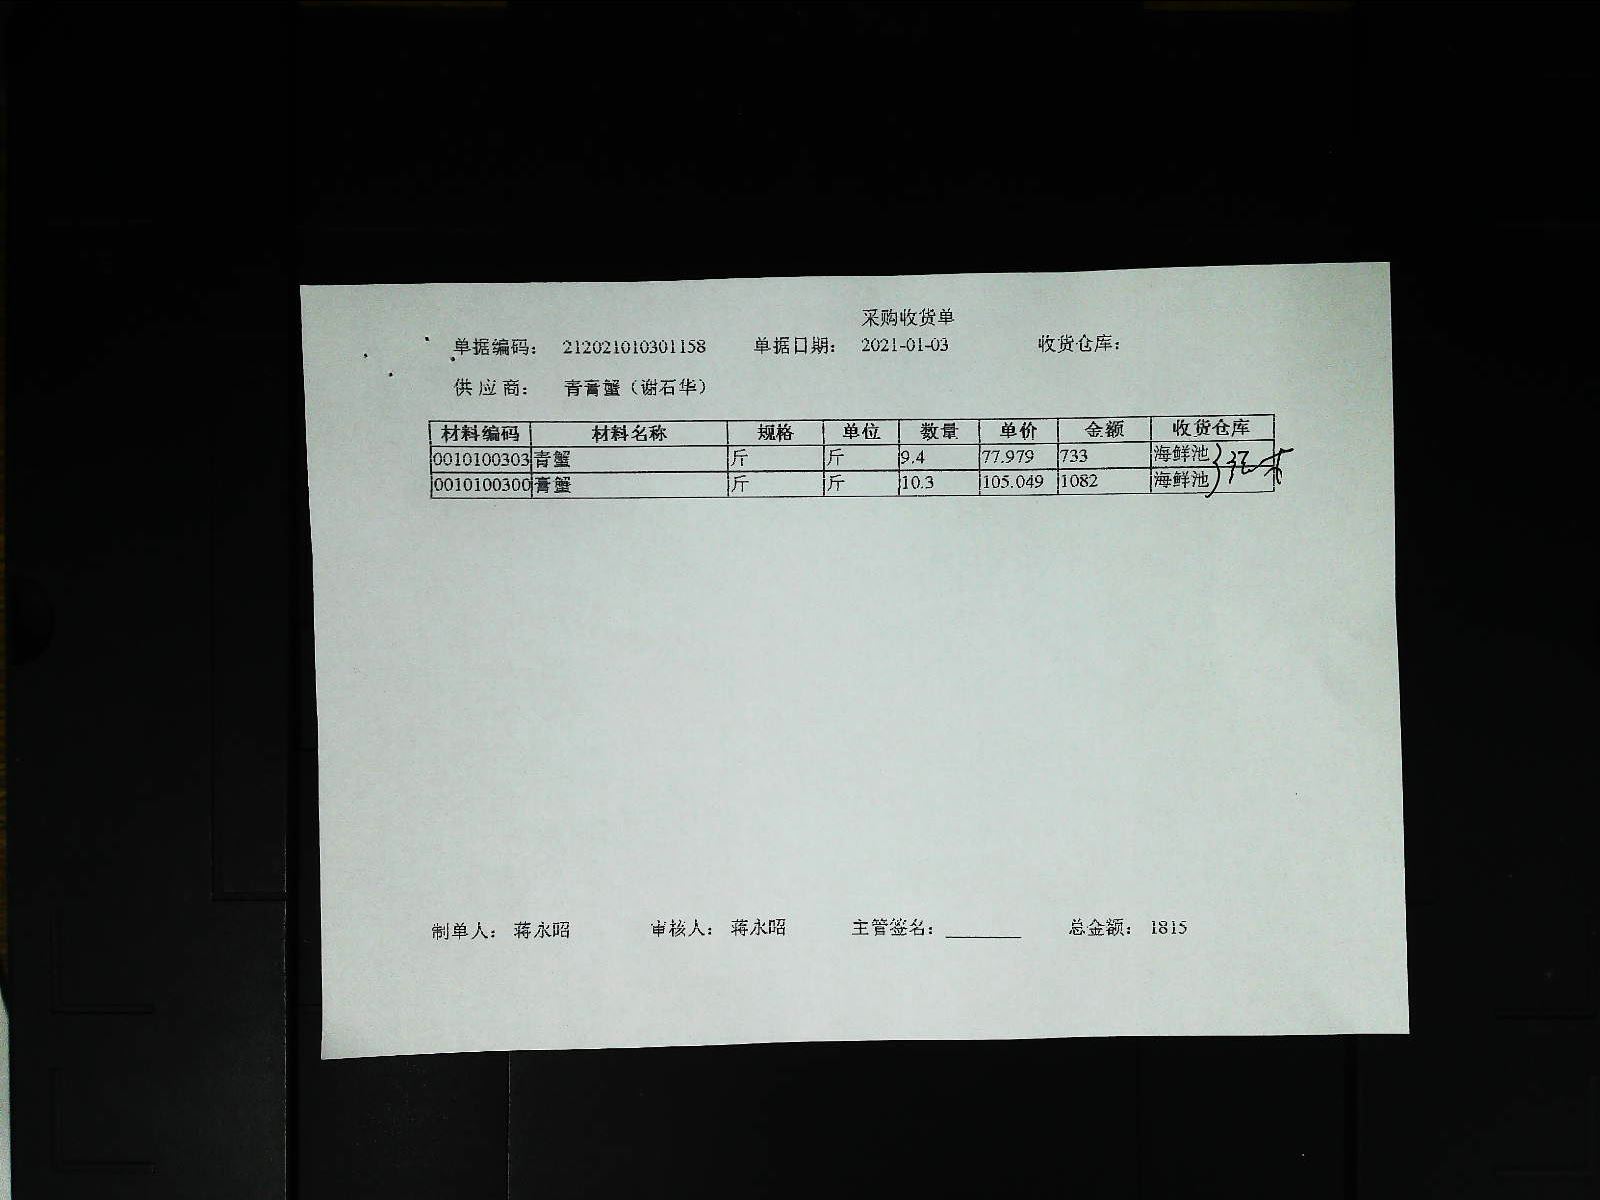 采购收货单
单据编码： 212021010301158 单据日期： 2021-01-03 收货仓库：
供应商： 青膏蟹（谢石华）
材料编码 材料名称 规格 单位 数量 单价 金额 收货仓库
0010100303 青蟹 斤 斤 9.4 77.979 733 海鲜池
0010100300 膏蟹 斤 斤 10.3 105.049 1082 海鲜池
制单人： 蒋永昭 审核人： 蒋永昭 主管签名： 总金额： 1815